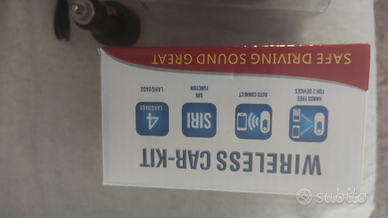 WIRELESS CAR-KIT
HANDS FREE
FOR 2 DEVICES
AUTO CONNECT
SIRI
SIRI
FUNCTION
4
LANGUAGE
LANGUAGE
SAFE DRIVING SOUND GREAT
subito